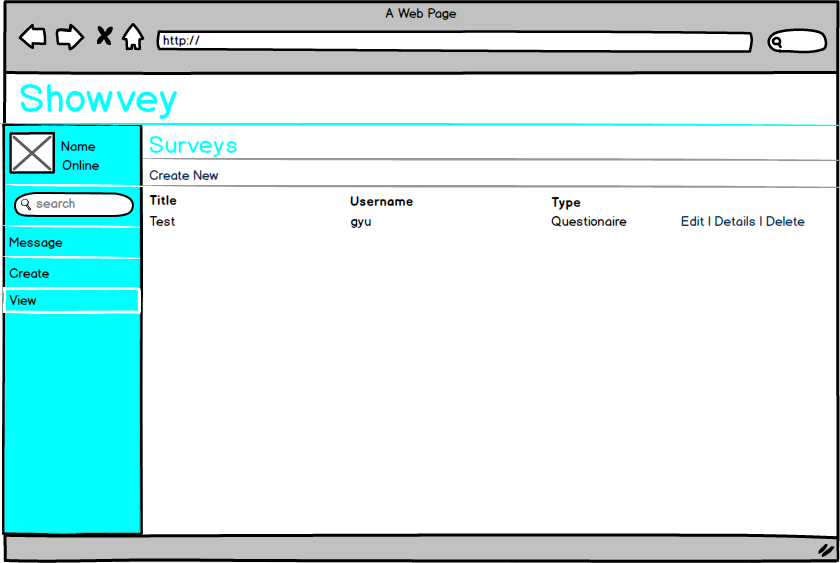 A Web Page
http://
Showvey
Name
Online
search
Message
Create
View
Surveys
Create New
Title Username Type
Test gyu Questionaire Edit | Details | Delete